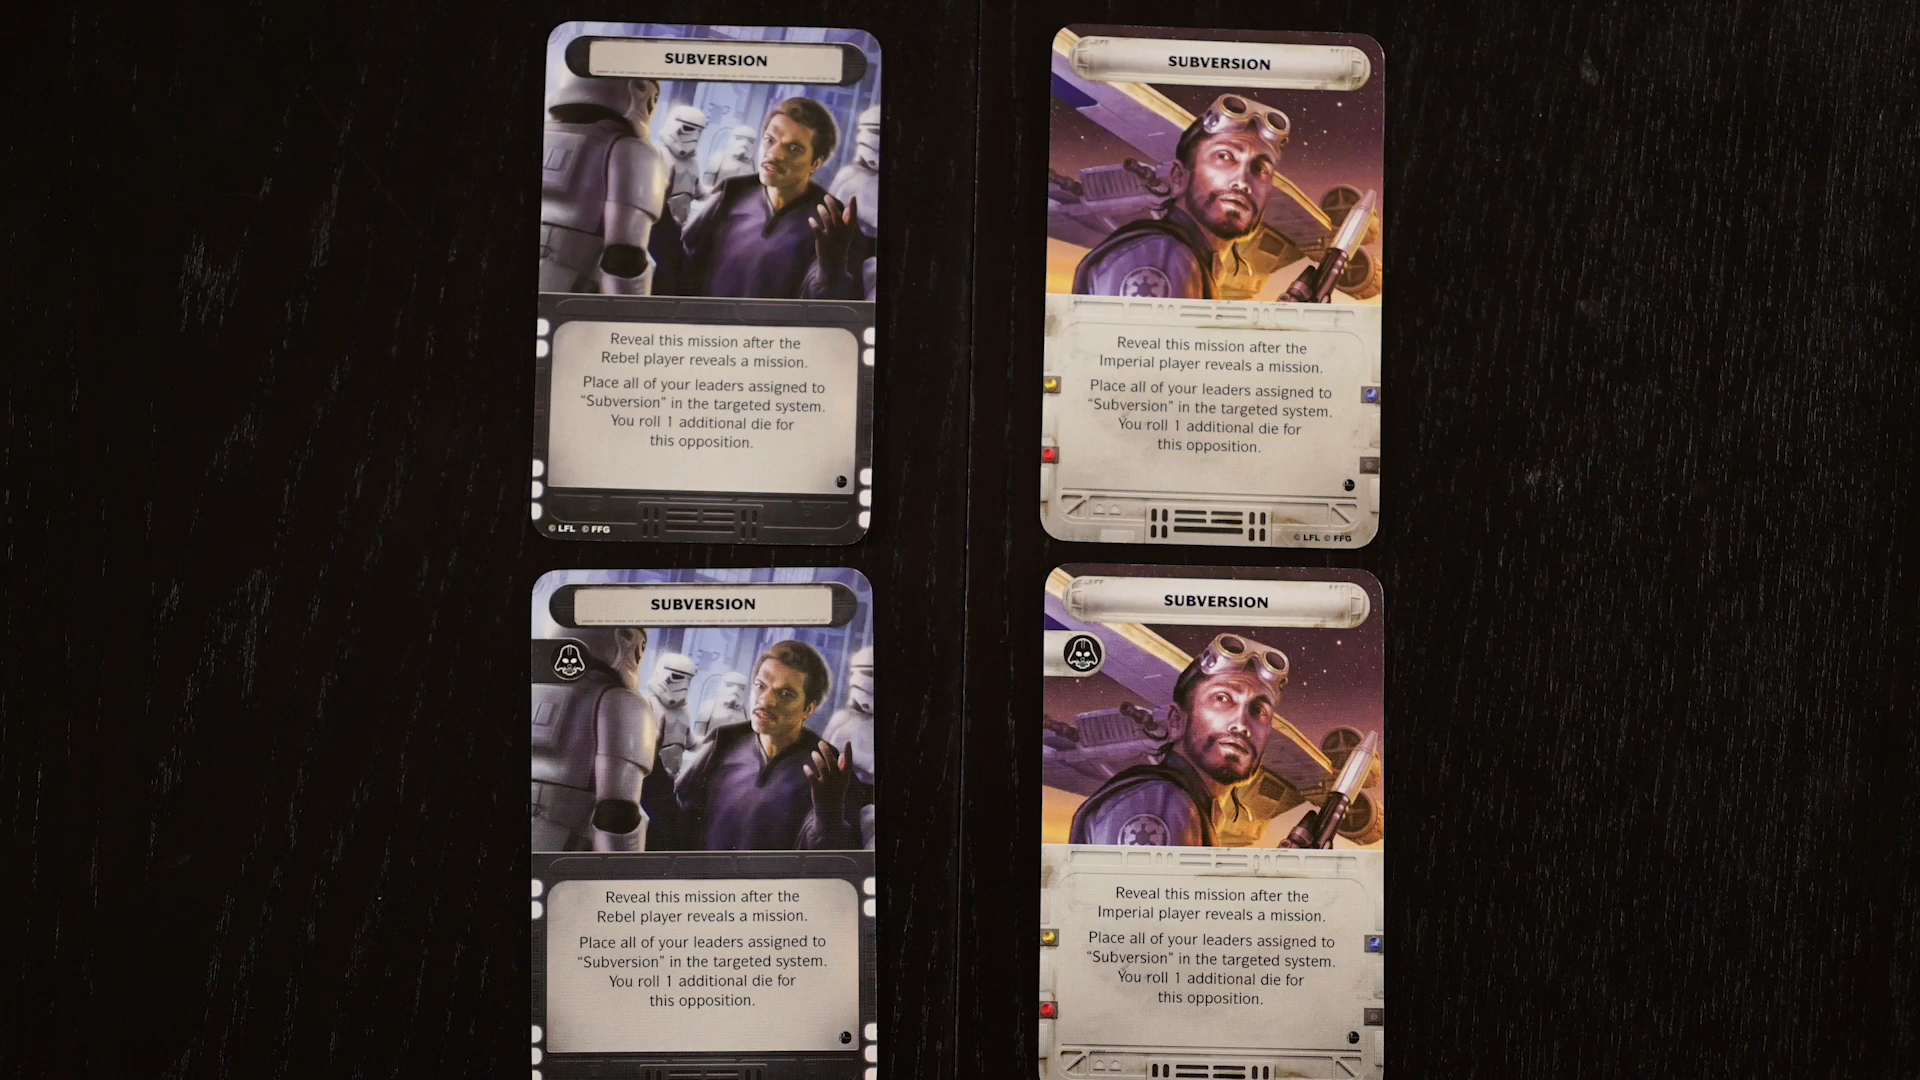 SUBVERSION
Reveal this mission after the
Rebel player reveals a mission.
Place all of your leaders assigned to
“Subversion” in the targeted system.
You roll 1 additional die for
this opposition.
© LFL © FFG
SUBVERSION
Reveal this mission after the
Imperial player reveals a mission.
Place all of your leaders assigned to
“Subversion” in the targeted system.
You roll 1 additional die for
this opposition.
© LFL © FFG
SUBVERSION
Reveal this mission after the
Rebel player reveals a mission.
Place all of your leaders assigned to
“Subversion” in the targeted system.
You roll 1 additional die for
this opposition.
SUBVERSION
Reveal this mission after the
Imperial player reveals a mission.
Place all of your leaders assigned to
“Subversion” in the targeted system.
You roll 1 additional die for
this opposition.